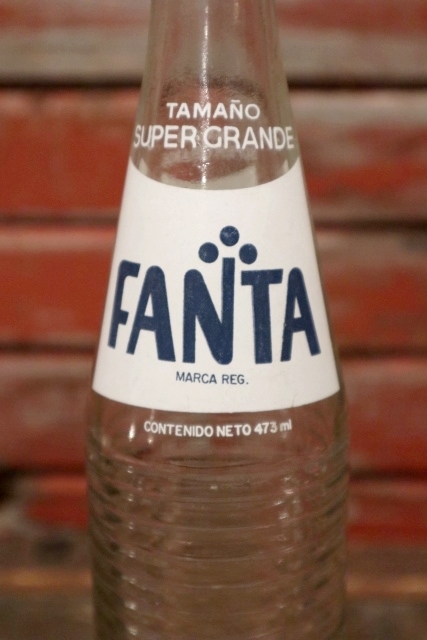 TAMAÑO
SUPER GRANDE
FANTA
MARCA REG.
CONTENIDO NETO 473 ml